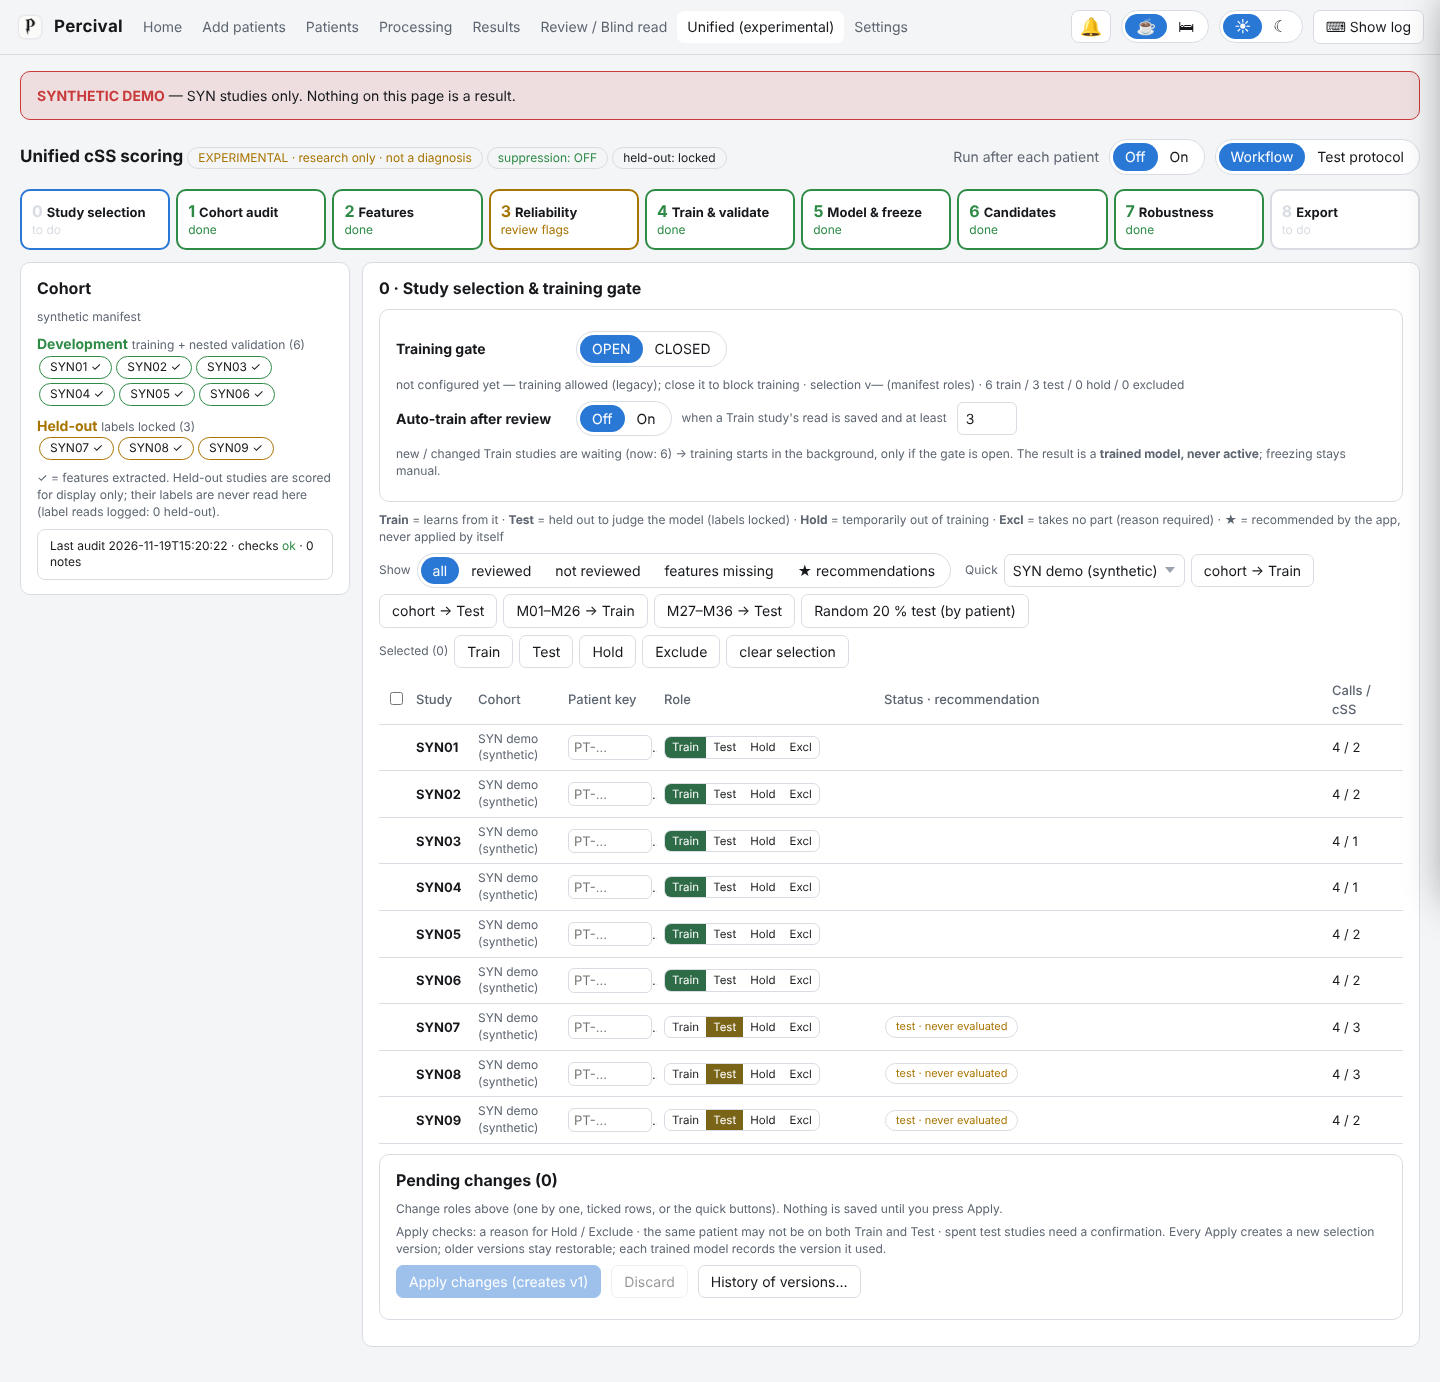 Percival Home Add patients Patients Processing Results Review / Blind read Unified (experimental) Settings Show log
SYNTHETIC DEMO — SYN studies only. Nothing on this page is a result.
Unified cSS scoring EXPERIMENTAL · research only · not a diagnosis suppression: OFF held-out: locked Run after each patient Off On Workflow Test protocol
0 Study selection
to do
1 Cohort audit
done
2 Features
done
3 Reliability
review flags
4 Train & validate
done
5 Model & freeze
done
6 Candidates
done
7 Robustness
done
8 Export
to do
Cohort
synthetic manifest
Development training + nested validation (6)
SYN01 ✓ SYN02 ✓ SYN03 ✓
SYN04 ✓ SYN05 ✓ SYN06 ✓
Held-out labels locked (3)
SYN07 ✓ SYN08 ✓ SYN09 ✓
✓ = features extracted. Held-out studies are scored
for display only; their labels are never read here
(label reads logged: 0 held-out).
Last audit 2026-11-19T15:20:22 · checks ok · 0
notes
0 · Study selection & training gate
Training gate OPEN CLOSED
not configured yet — training allowed (legacy); close it to block training · selection v— (manifest roles) · 6 train / 3 test / 0 hold / 0 excluded
Auto-train after review Off On when a Train study's read is saved and at least 3
new / changed Train studies are waiting (now: 6) → training starts in the background, only if the gate is open. The result is a trained model, never active; freezing stays
manual.
Train = learns from it · Test = held out to judge the model (labels locked) · Hold = temporarily out of training · Excl = takes no part (reason required) · ★ = recommended by the app,
never applied by itself
Show all reviewed not reviewed features missing ★ recommendations Quick SYN demo (synthetic) cohort → Train
cohort → Test M01–M26 → Train M27–M36 → Test Random 20 % test (by patient)
Selected (0) Train Test Hold Exclude clear selection
Study Cohort Patient key Role Status · recommendation Calls /
cSS
SYN01 SYN demo
(synthetic) PT-... . Train Test Hold Excl 4 / 2
SYN02 SYN demo
(synthetic) PT-... . Train Test Hold Excl 4 / 2
SYN03 SYN demo
(synthetic) PT-... . Train Test Hold Excl 4 / 1
SYN04 SYN demo
(synthetic) PT-... . Train Test Hold Excl 4 / 1
SYN05 SYN demo
(synthetic) PT-... . Train Test Hold Excl 4 / 2
SYN06 SYN demo
(synthetic) PT-... . Train Test Hold Excl 4 / 2
SYN07 SYN demo
(synthetic) PT-... . Train Test Hold Excl test · never evaluated 4 / 3
SYN08 SYN demo
(synthetic) PT-... . Train Test Hold Excl test · never evaluated 4 / 3
SYN09 SYN demo
(synthetic) PT-... . Train Test Hold Excl test · never evaluated 4 / 2
Pending changes (0)
Change roles above (one by one, ticked rows, or the quick buttons). Nothing is saved until you press Apply.
Apply checks: a reason for Hold / Exclude · the same patient may not be on both Train and Test · spent test studies need a confirmation. Every Apply creates a new selection
version; older versions stay restorable; each trained model records the version it used.
Apply changes (creates v1) Discard History of versions...